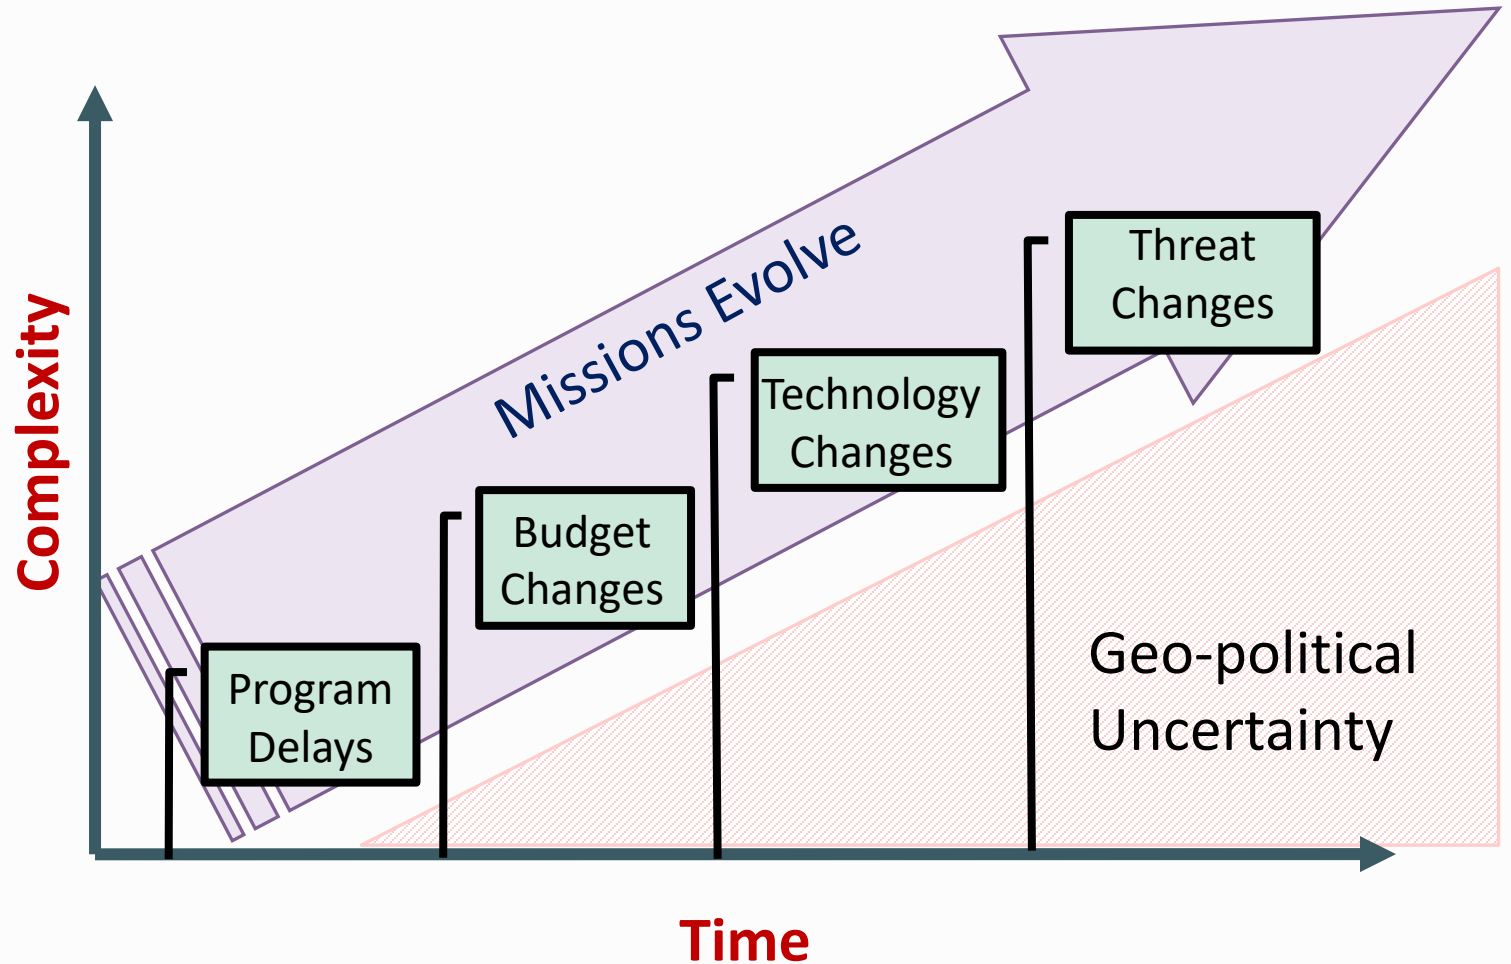 Complexity
Missions Evolve
Threat
Changes
Technology
Changes
Budget
Changes
Program
Delays
Geo-political
Uncertainty
Time